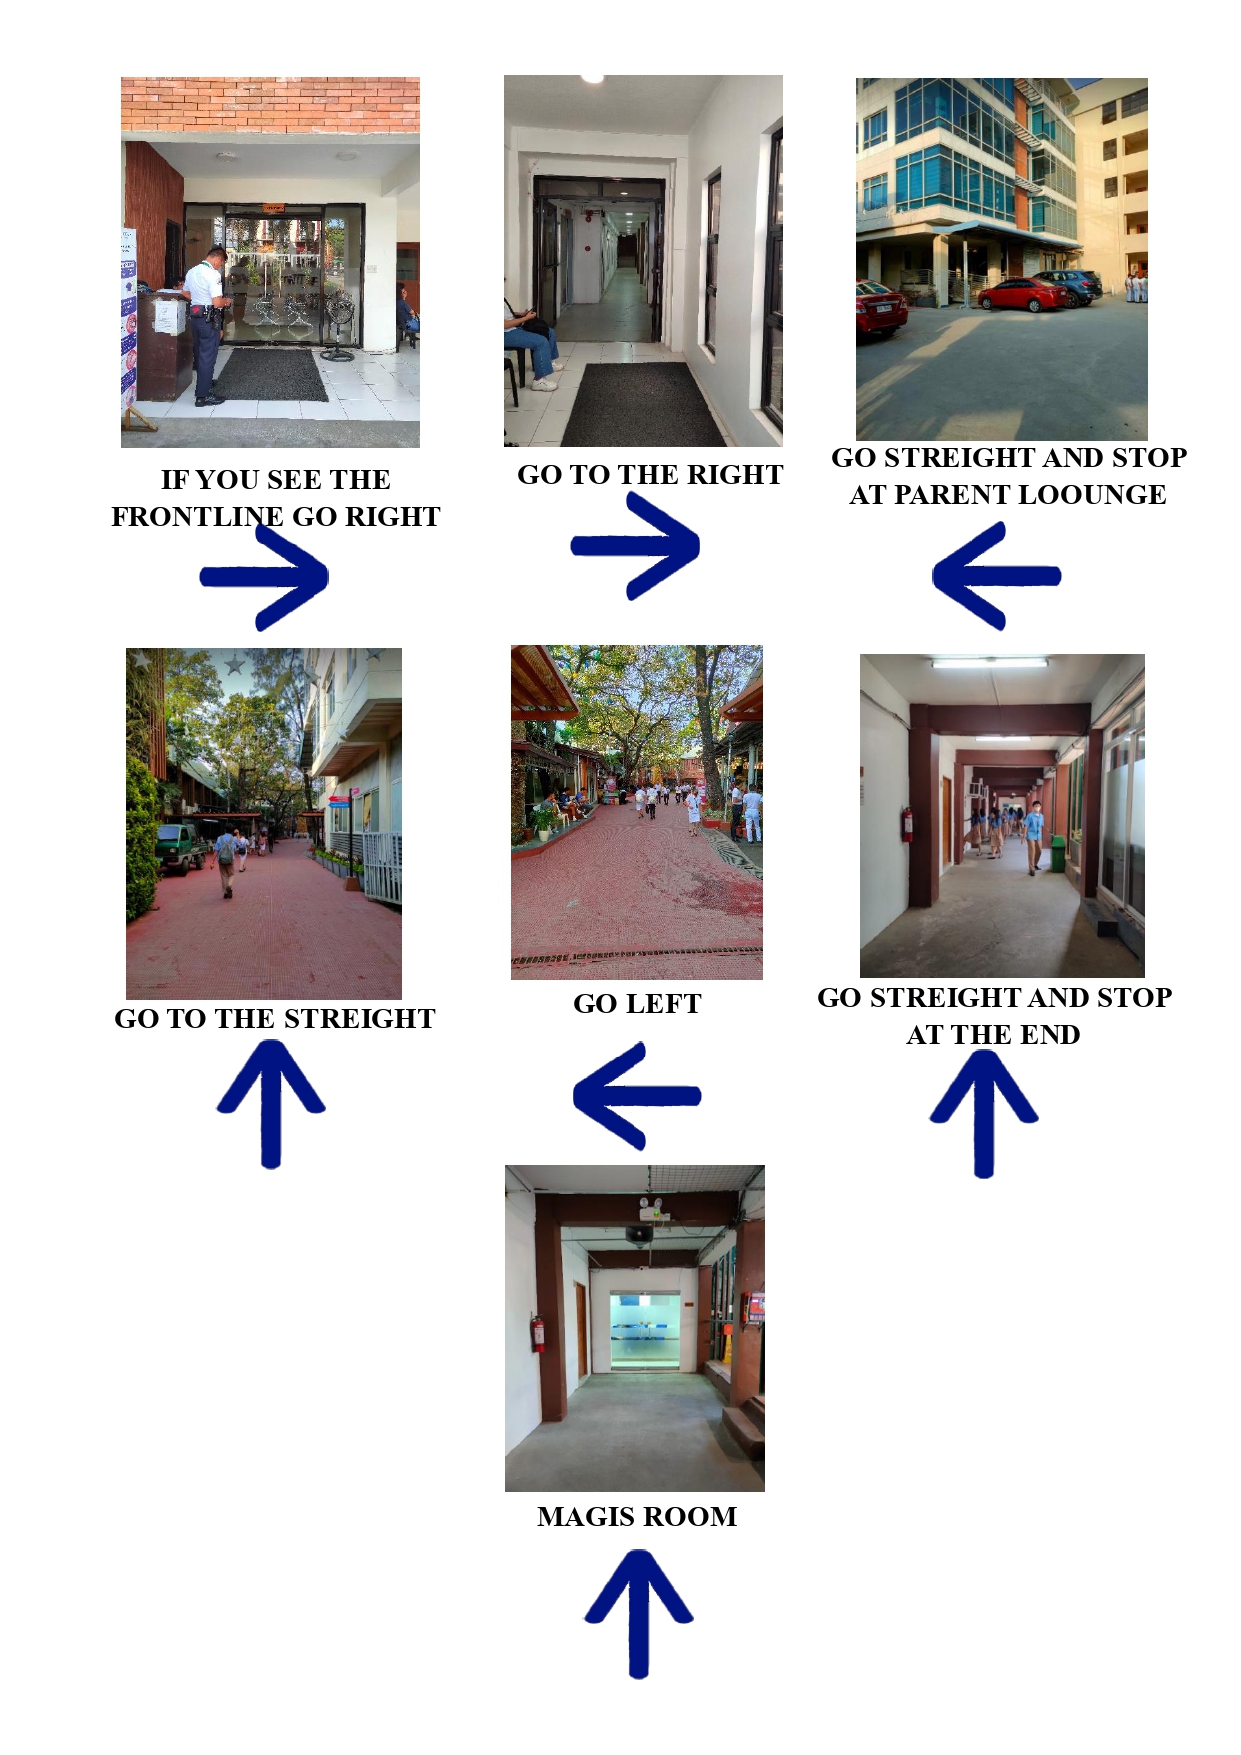 IF YOU SEE THE
FRONTLINE GO RIGHT
GO TO THE RIGHT
GO STREIGHT AND STOP
AT PARENT LOOUNGE
GO TO THE STREIGHT
GO LEFT
GO STREIGHT AND STOP
AT THE END
MAGIS ROOM